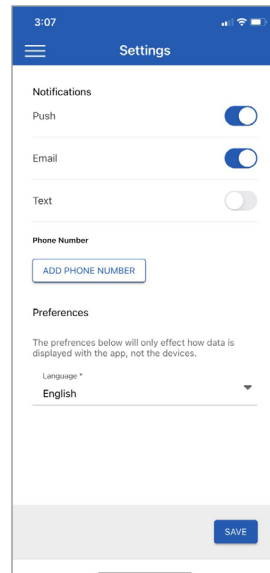 3:07
Settings
Notifications
Push
Email
Text
Phone Number
ADD PHONE NUMBER
Preferences
The prefrences below will only effect how data is
displayed with the app, not the devices.
Language *
English
SAVE